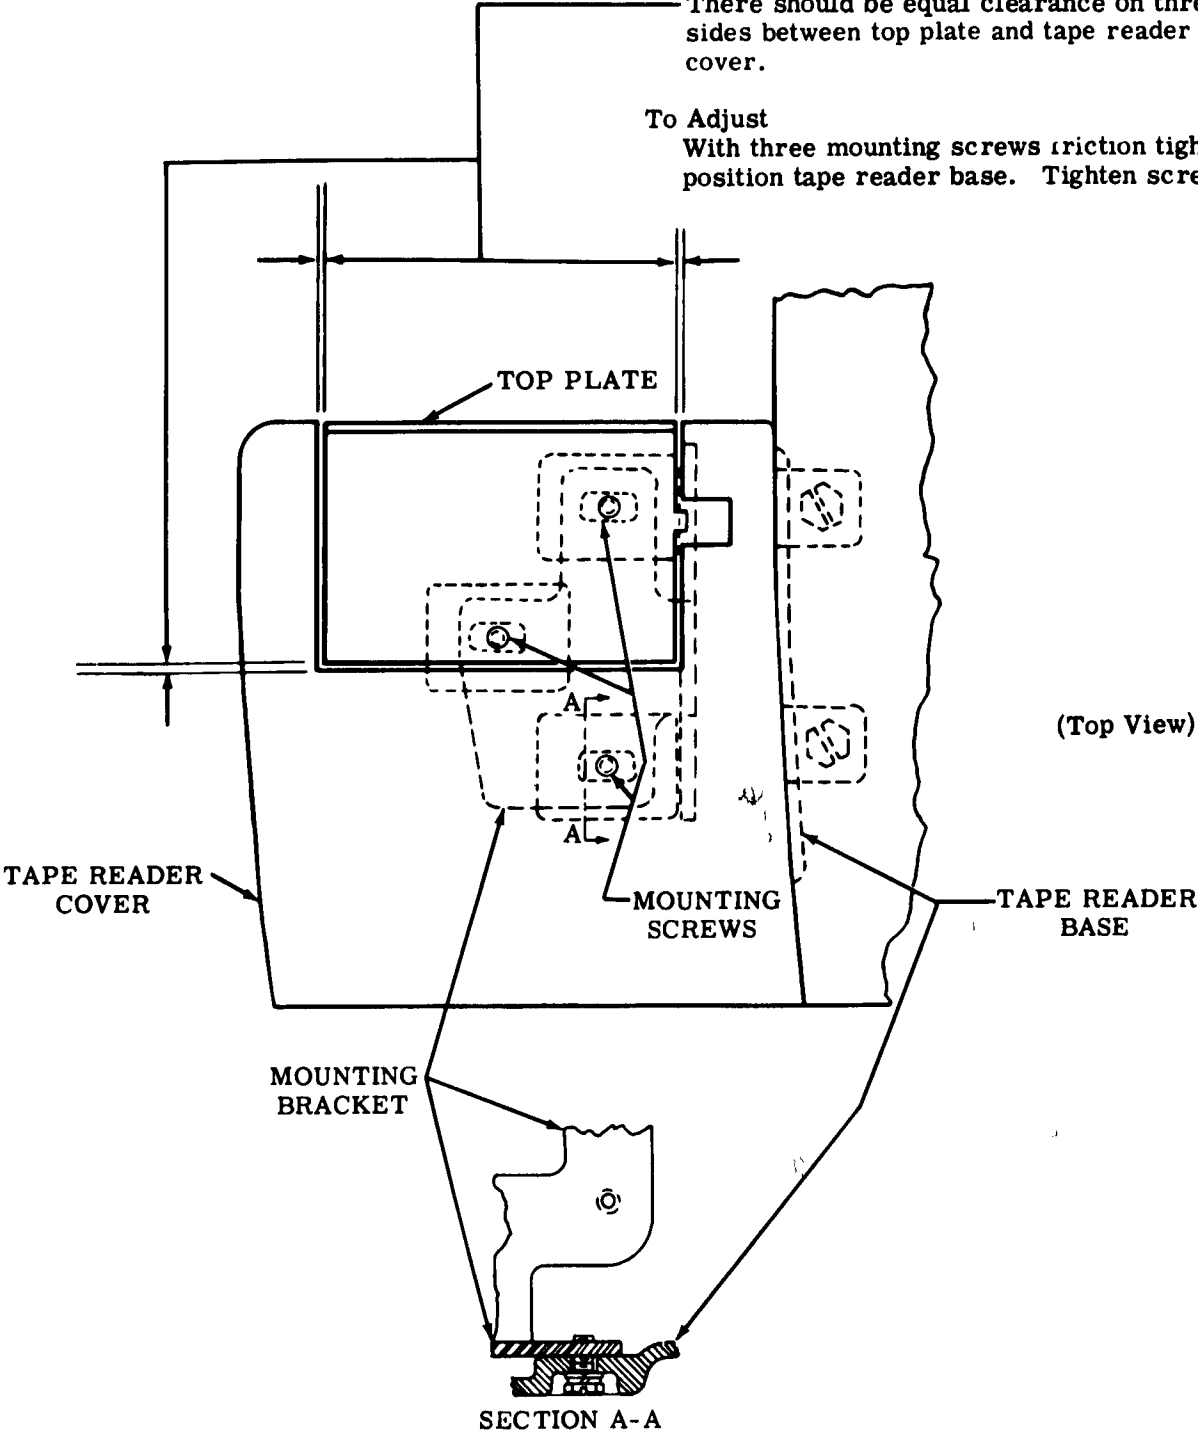 There should be equal clearance on
sides between top plate and tape reader
cover.
To Adjust
With three mounting screws friction
position tape reader base. Tighten
TOP PLATE
A
(Top View)
A
TAPE READER
COVER
MOUNTING
SCREWS
TAPE READER
BASE
MOUNTING
BRACKET
SECTION A-A